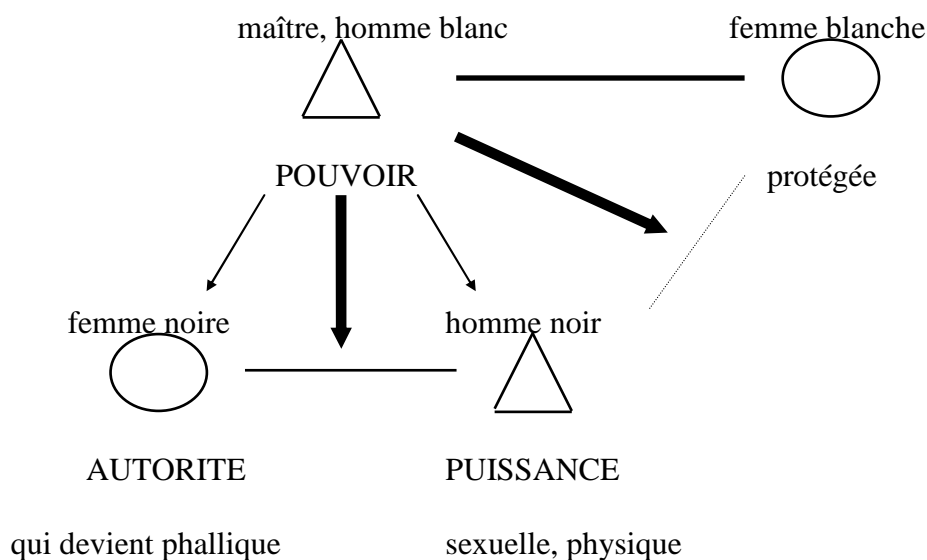 maître, homme blanc
femme blanche
POUVOIR
protégée
femme noire
homme noir
AUTORITE
PUISSANCE
qui devient phallique
sexuelle, physique